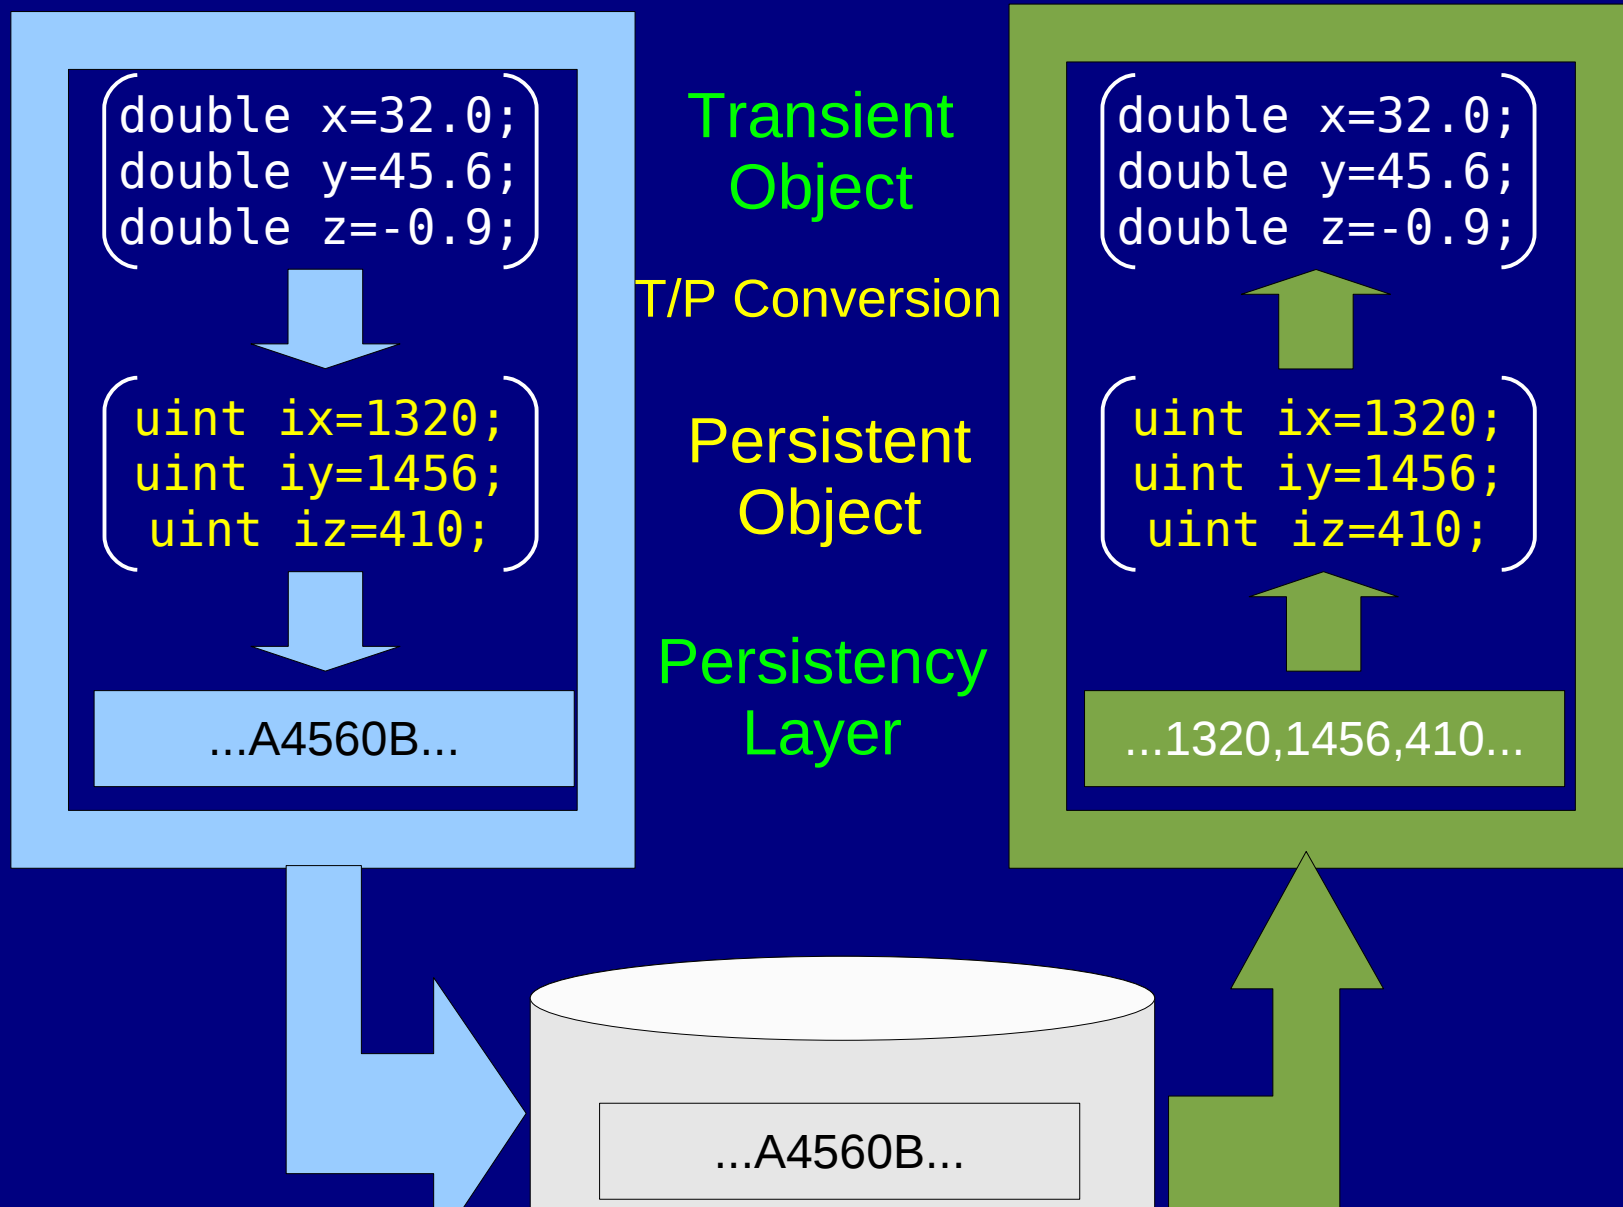 double x=32.0;
double y=45.6;
double z=-0.9;
uint ix=1320;
uint iy=1456;
uint iz=410;
...A4560B...
Transient
Object
T/P Conversion
Persistent
Object
Persistency
Layer
double x=32.0;
double y=45.6;
double z=-0.9;
uint ix=1320;
uint iy=1456;
uint iz=410;
...1320,1456,410...
...A4560B...